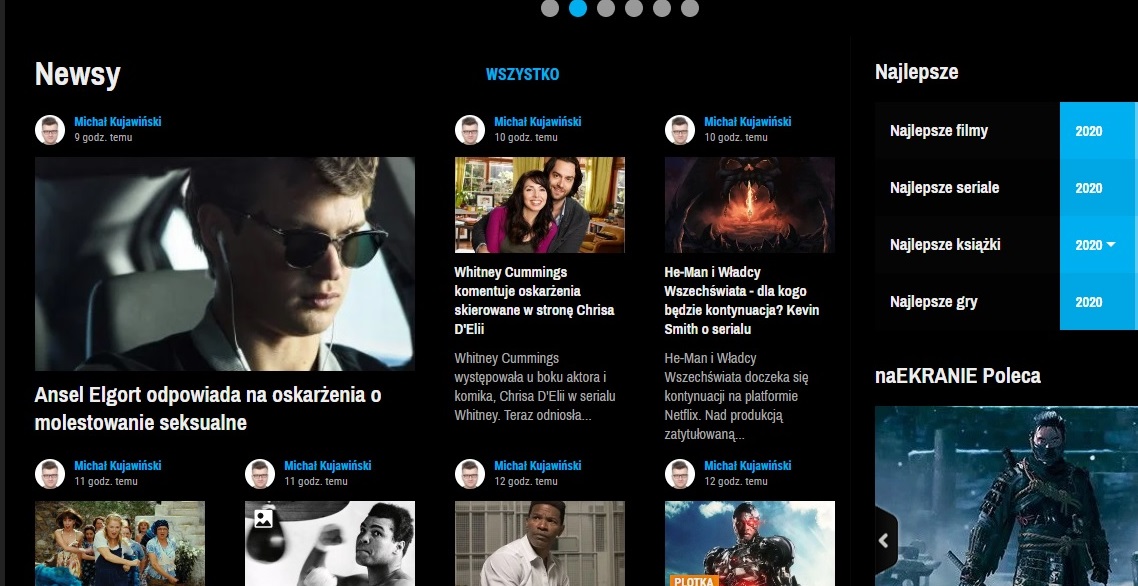 Newsy
WSZYSTKO
Michał Kujawiński
9 godz. temu
Ansel Elgort odpowiada na oskarżenia o
molestowanie seksualne
Michał Kujawiński
10 godz. temu
Whitney Cummings
komentuje oskarżenia
skierowane w stronę Chrisa
D'Elii
Whitney Cummings
występowała u boku aktora i
komika, Chrisa D'Elii w serialu
Whitney. Teraz odniosła...
Michał Kujawiński
10 godz. temu
He-Man i Władcy
Wszechświata - dla kogo
będzie kontynuacja? Kevin
Smith o serialu
He-Man i Władcy
Wszechświata doczeka się
kontynuacji na platformie
Netflix. Nad produkcją
zatytułowaną...
Michał Kujawiński
11 godz. temu
Michał Kujawiński
11 godz. temu
Michał Kujawiński
12 godz. temu
Michał Kujawiński
12 godz. temu
PLOTKA
Najlepsze
Najlepsze filmy 2020
Najlepsze seriale 2020
Najlepsze książki 2020
Najlepsze gry 2020
naEKRANIE Poleca